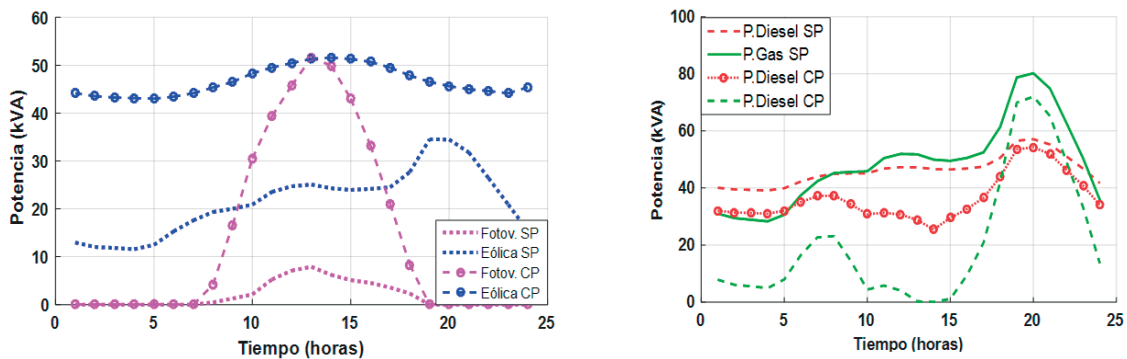 60
50
40
30
20
10
0
0
5
10
15
20
25
Potencia (kVA)
Tiempo (horas)
Fotov. SP
Eólica SP
Fotov. CP
Eólica CP
100
80
60
40
20
0
0
5
10
15
20
25
Potencia (kVA)
Tiempo (horas)
P.Diesel SP
P.Gas SP
P.Diesel CP
P.Diesel CP